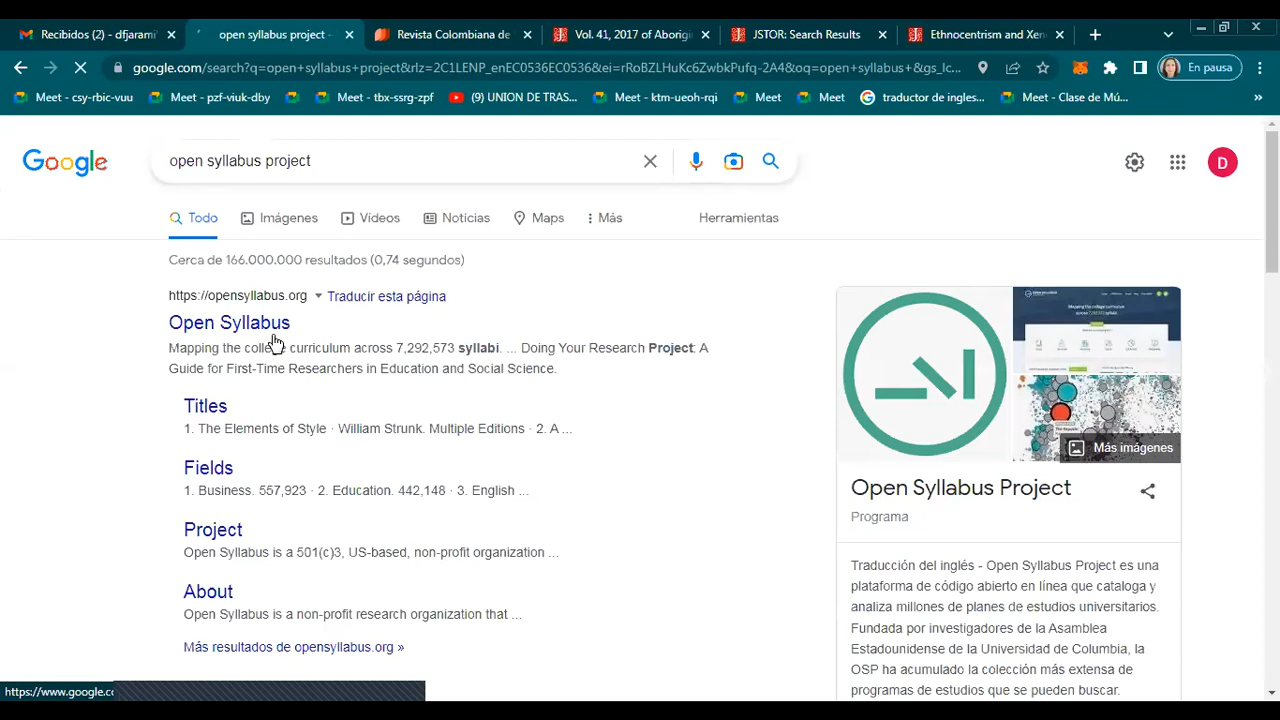 Recibidos (2) - dfjarami
open syllabus project -
Revista Colombiana de
Vol. 41, 2017 of Aborigi
JSTOR: Search Results
Ethnocentrism and Xen
google.com/search?q=open+syllabus+project&rlz=2C1LENP_enEC0536EC0536&ei=rRoBZLHuKc6ZwbkPufq-2A4&oq=open+syllabus+&gs_lc...
En pausa
Meet - csy-rbic-vuu
Meet - pzf-viuk-dby
Meet - tbx-ssrg-zpf
(9) UNION DE TRAS...
Meet - ktm-ueoh-rqi
Meet
Meet
traductor de ingles...
Meet - Clase de Mú...
»
Google
open syllabus project
D
Todo
Imágenes
Vídeos
Noticias
Maps
Más
Herramientas
Cerca de 166.000.000 resultados (0,74 segundos)
https://opensyllabus.org
Traducir esta página
Open Syllabus
Mapping the college curriculum across 7,292,573 syllabi. ... Doing Your Research Project: A
Guide for First-Time Researchers in Education and Social Science.
Titles
1. The Elements of Style · William Strunk. Multiple Editions · 2. A ...
Fields
1. Business. 557,923 · 2. Education. 442,148 · 3. English ...
Project
Open Syllabus is a 501(c)3, US-based, non-profit organization ...
About
Open Syllabus is a non-profit research organization that ...
Más resultados de opensyllabus.org »
Más imágenes
Open Syllabus Project
Programa
Traducción del inglés - Open Syllabus Project es una
plataforma de código abierto en línea que cataloga y
analiza millones de planes de estudios universitarios.
Fundada por investigadores de la Asamblea
Estadounidense de la Universidad de Columbia, la
OSP ha acumulado la colección más extensa de
programas de estudios que se pueden buscar.
https://www.google.co